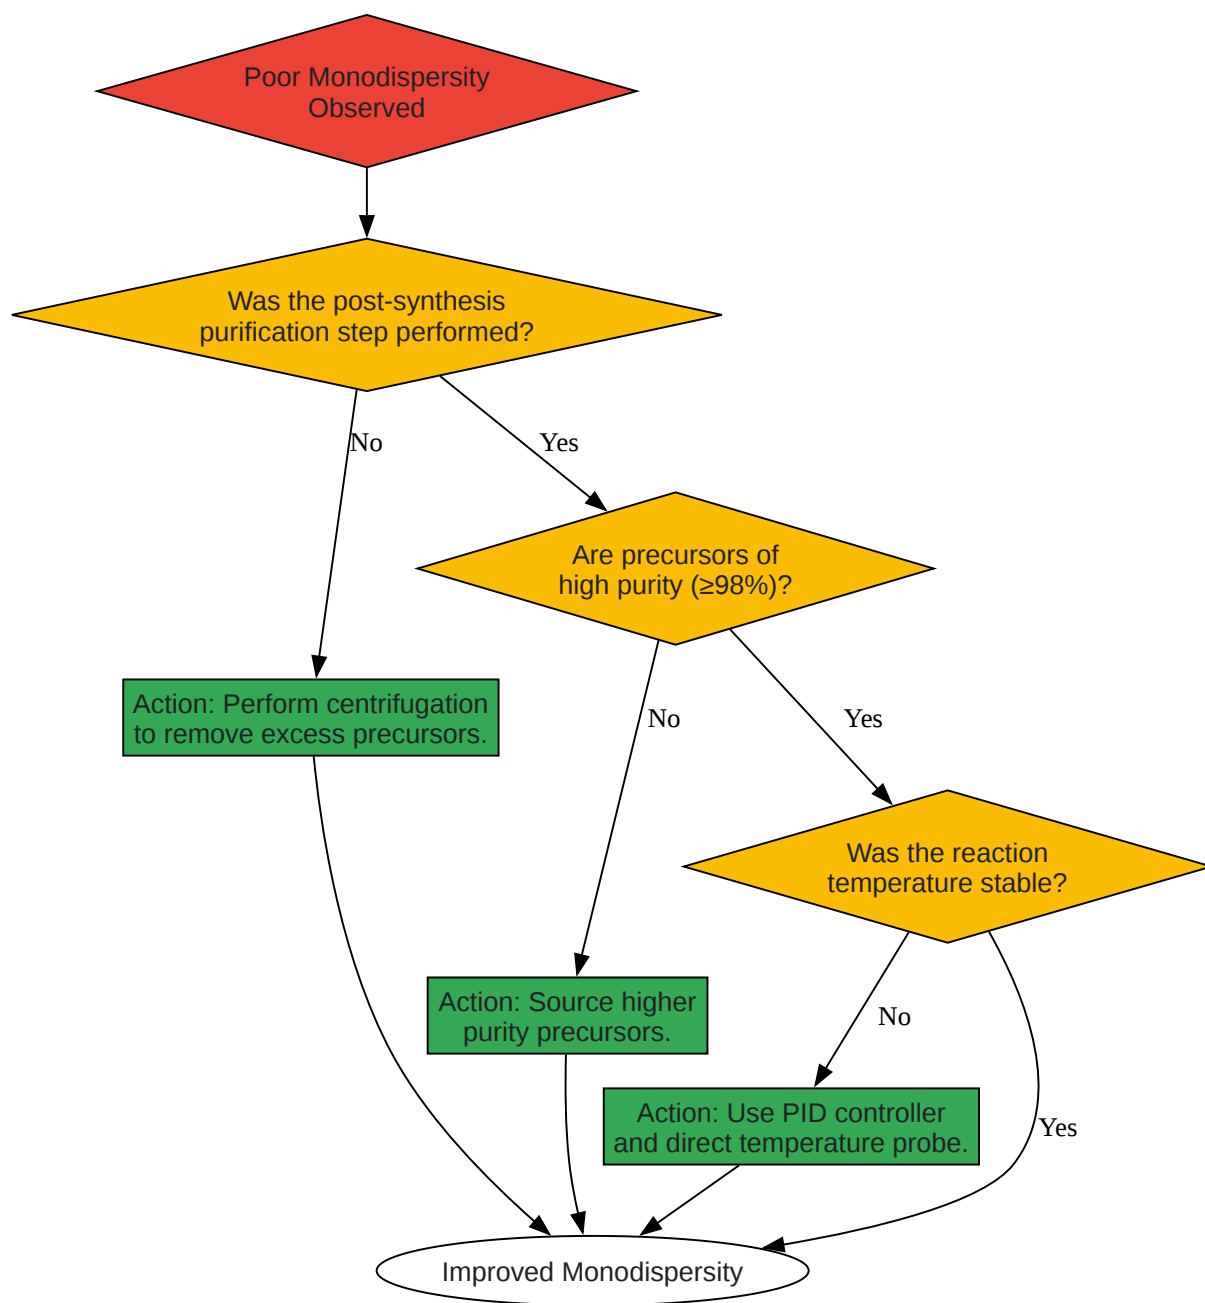 Poor Monodispersity
Observed
Was the post-synthesis
purification step performed?
No
Yes
Are precursors of
high purity (≥98%)?
Action: Perform centrifugation
to remove excess precursors.
No
Yes
Was the reaction
temperature stable?
Action: Source higher
purity precursors.
No
Action: Use PID controller
and direct temperature probe.
Yes
Improved Monodispersity